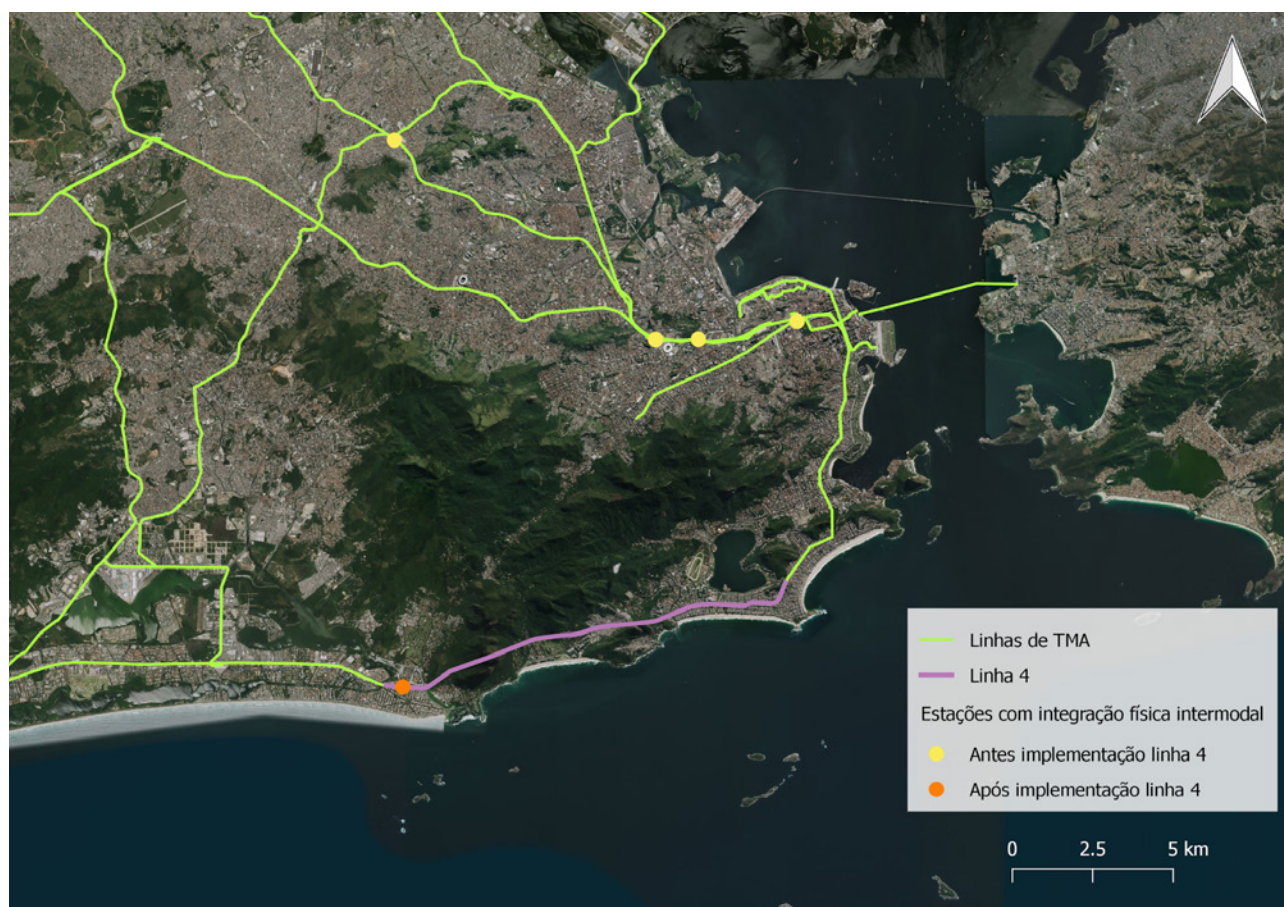 Linhas de TMA
Linha 4
Estações com integração física intermodal
Antes implementação linha 4
Após implementação linha 4
0 2.5 5 km